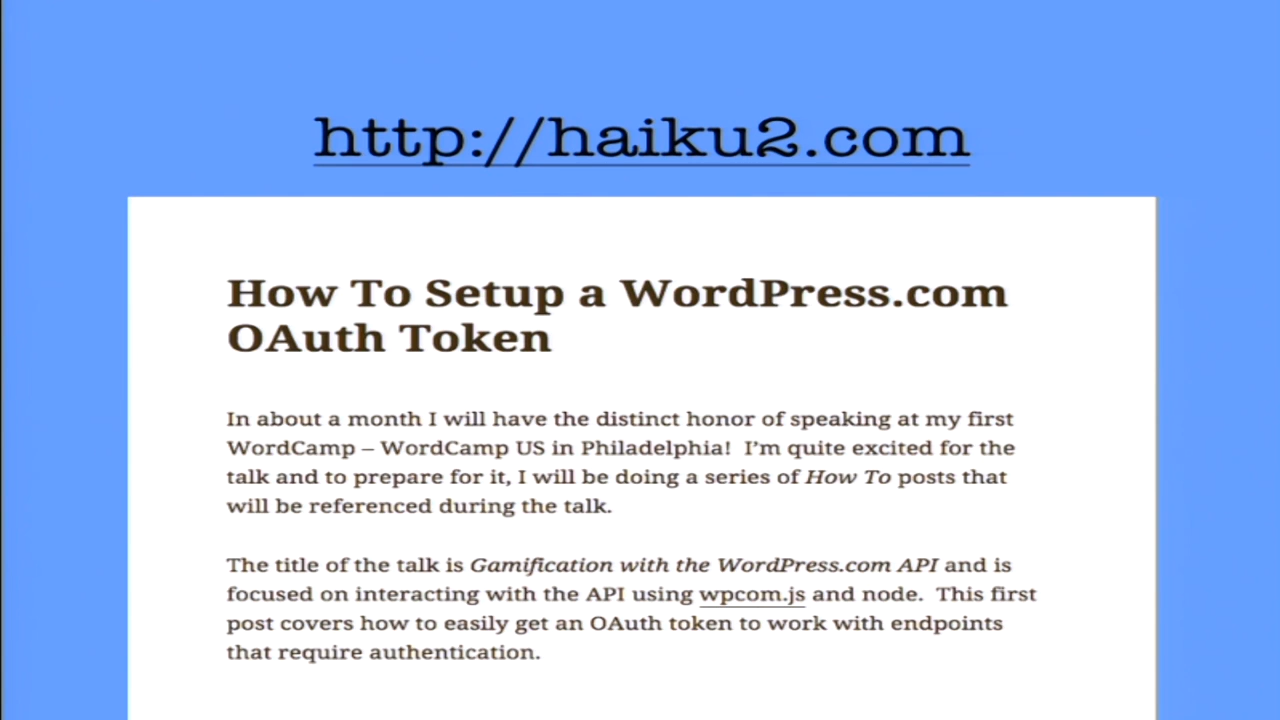 http://haiku2.com
How To Setup a WordPress.com
OAuth Token
In about a month I will have the distinct honor of speaking at my first
WordCamp – WordCamp US in Philadelphia!  I’m quite excited for the
talk and to prepare for it, I will be doing a series of How To posts that
will be referenced during the talk.
The title of the talk is Gamification with the WordPress.com API and is
focused on interacting with the API using wpcom.js and node.  This first
post covers how to easily get an OAuth token to work with endpoints
that require authentication.